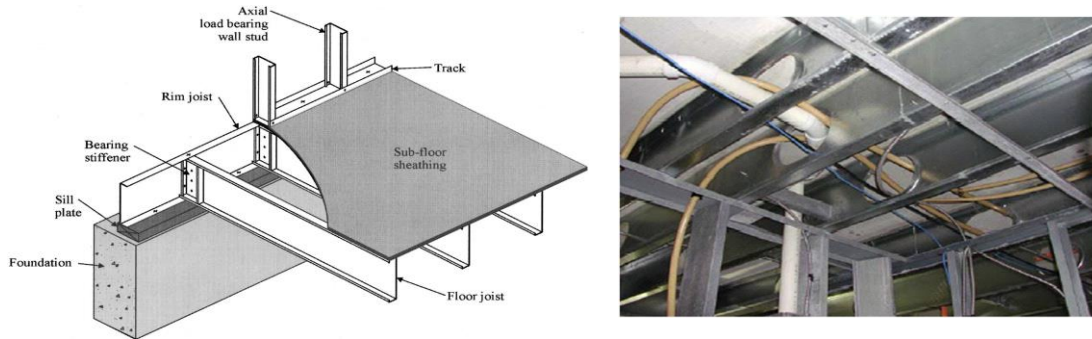 Axial
load bearing
wall stud
Track
Rim joist
Bearing
stiffener
Sub-floor
sheathing
Sill
plate
Foundation
Floor joist